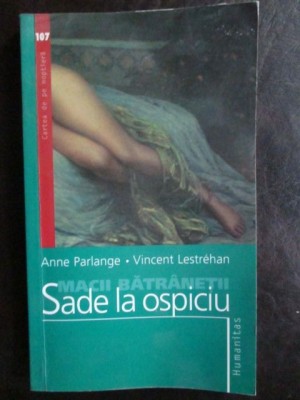 107
Cartea de pe noptieră
Anne Parlange • Vincent Lestréhan
MACII BĂTRÂNEȚII
Sade la ospiciu
Humanitas